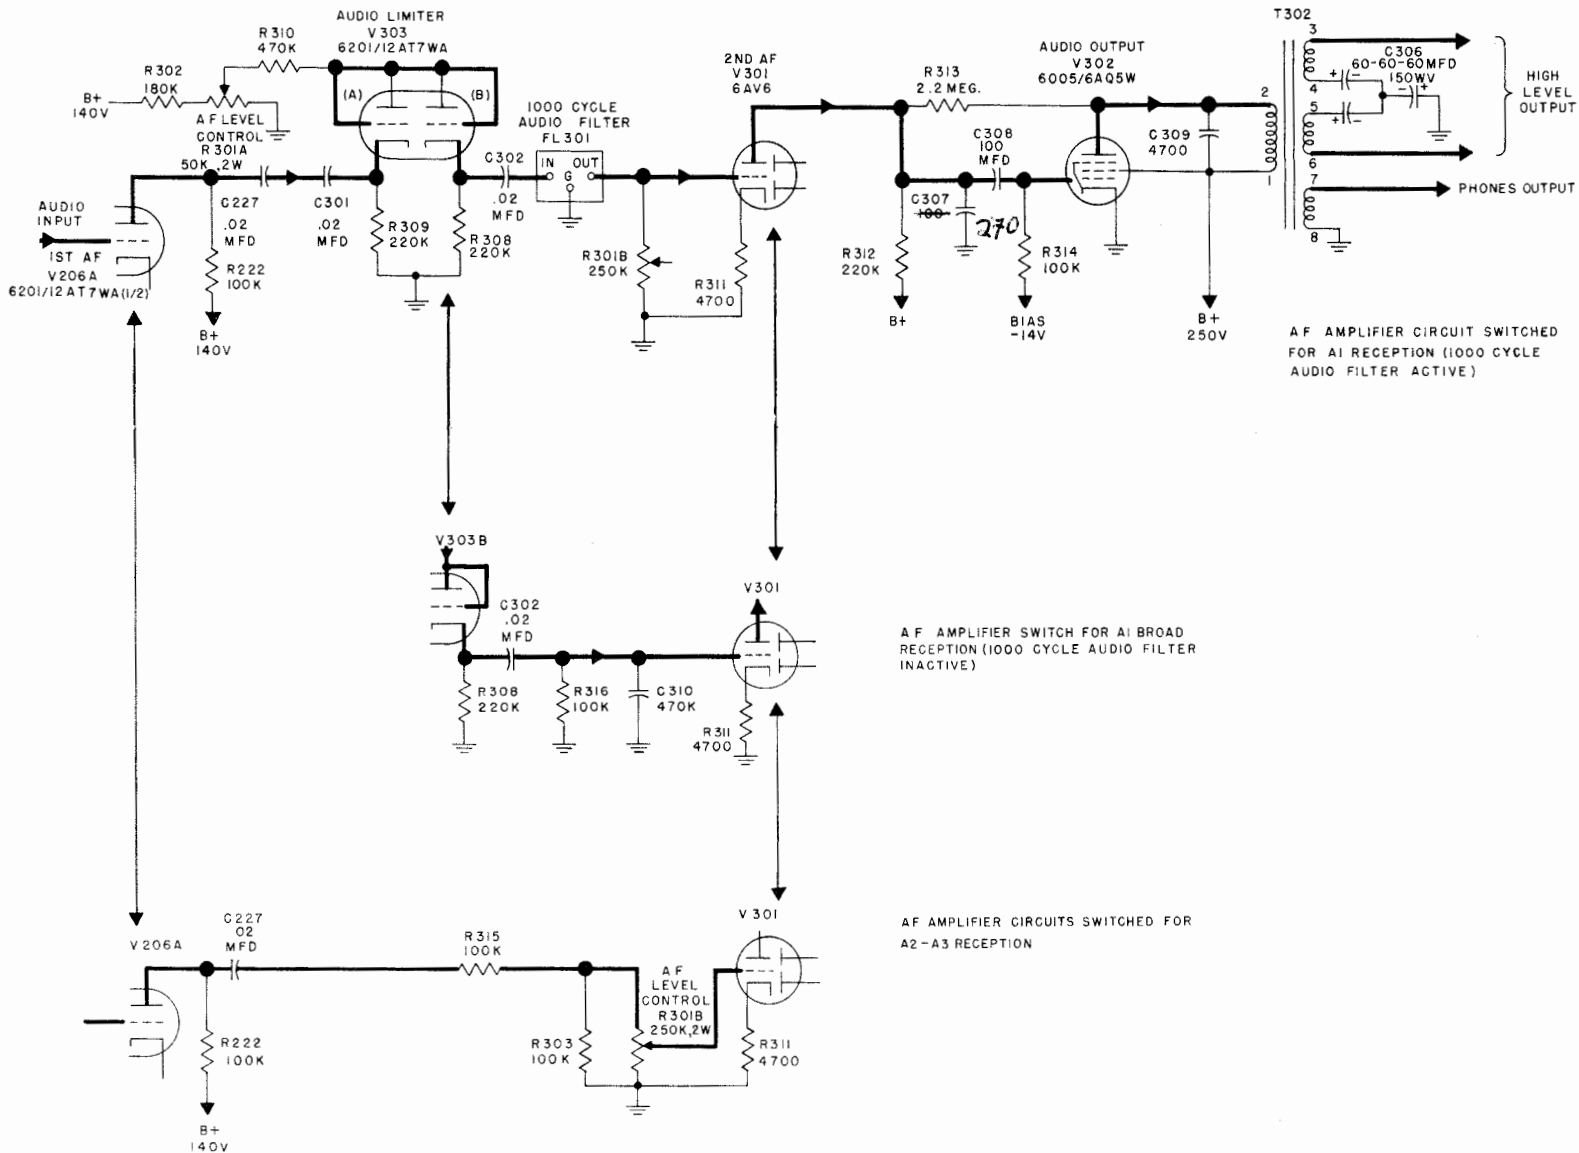 AUDIO LIMITER
V303
6201/12AT7WA
R310
470K
R302
180K
B+
140V
AF LEVEL
CONTROL
R301A
50K,2W
(A)
(B)
1000 CYCLE
AUDIO FILTER
FL301
IN
OUT
G
C302
.02
MFD
AUDIO
INPUT
1ST AF
V206A
6201/12AT7WA(1/2)
C227
.02
MFD
R222
100K
B+
140V
C301
.02
MFD
R309
220K
R308
220K
R301B
250K
R311
4700
2ND AF
V301
6AV6
R313
2.2 MEG.
AUDIO OUTPUT
V302
6005/6AQ5W
C308
100
MFD
C307
100
270
R312
220K
B+
R314
100K
BIAS
-14V
C309
4700
B+
250V
T302
2
1
3
4
5
6
7
8
C306
60-60-60MFD
150WV
+
-
-
+
+
-
HIGH
LEVEL
OUTPUT
PHONES OUTPUT
AF AMPLIFIER CIRCUIT SWITCHED
FOR A1 RECEPTION (1000 CYCLE
AUDIO FILTER ACTIVE)
V303B
C302
.02
MFD
R308
220K
R316
100K
C310
470K
V301
R311
4700
AF AMPLIFIER SWITCH FOR A1 BROAD
RECEPTION (1000 CYCLE AUDIO FILTER
INACTIVE)
V206A
C227
02
MFD
R222
100K
B+
140V
R315
100K
R303
100K
AF
LEVEL
CONTROL
R301B
250K,2W
V301
R311
4700
AF AMPLIFIER CIRCUITS SWITCHED FOR
A2-A3 RECEPTION